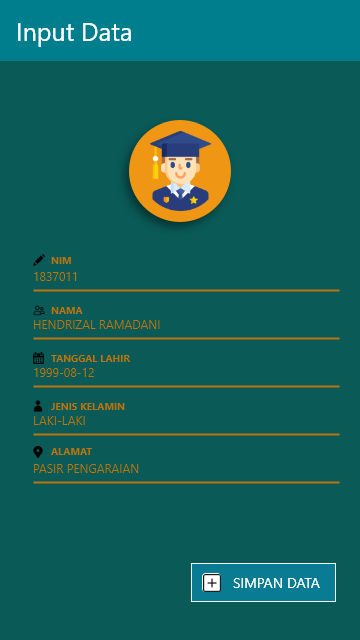 Input Data
NIM
1837011
NAMA
HENDRIZAL RAMADANI
TANGGAL LAHIR
1999-08-12
JENIS KELAMIN
LAKI-LAKI
ALAMAT
PASIR PENGARAIAN
SIMPAN DATA